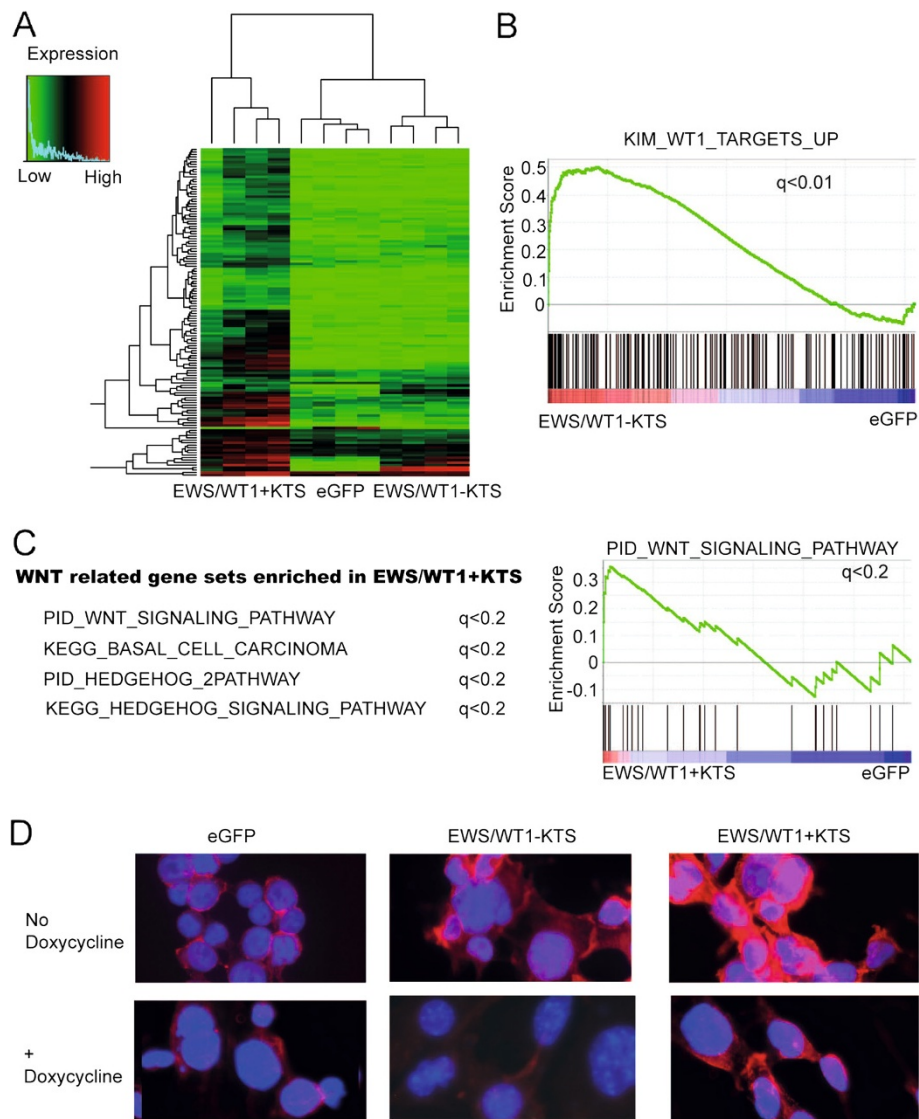 A
Expression
Low High
EWS/WT1+KTS eGFP EWS/WT1-KTS
B
KIM_WT1_TARGETS_UP
q<0.01
Enrichment Score
0.5
0.4
0.3
0.2
0.1
0
EWS/WT1-KTS eGFP
C
WNT related gene sets enriched in EWS/WT1+KTS
PID_WNT_SIGNALING_PATHWAY q<0.2
KEGG_BASAL_CELL_CARCINOMA q<0.2
PID_HEDGEHOG_2PATHWAY q<0.2
KEGG_HEDGEHOG_SIGNALING_PATHWAY q<0.2
PID_WNT_SIGNALING_PATHWAY
q<0.2
Enrichment Score
0.3
0.2
0.1
0
-0.1
EWS/WT1+KTS eGFP
D
eGFP EWS/WT1-KTS EWS/WT1+KTS
No
Doxycycline
+
Doxycycline